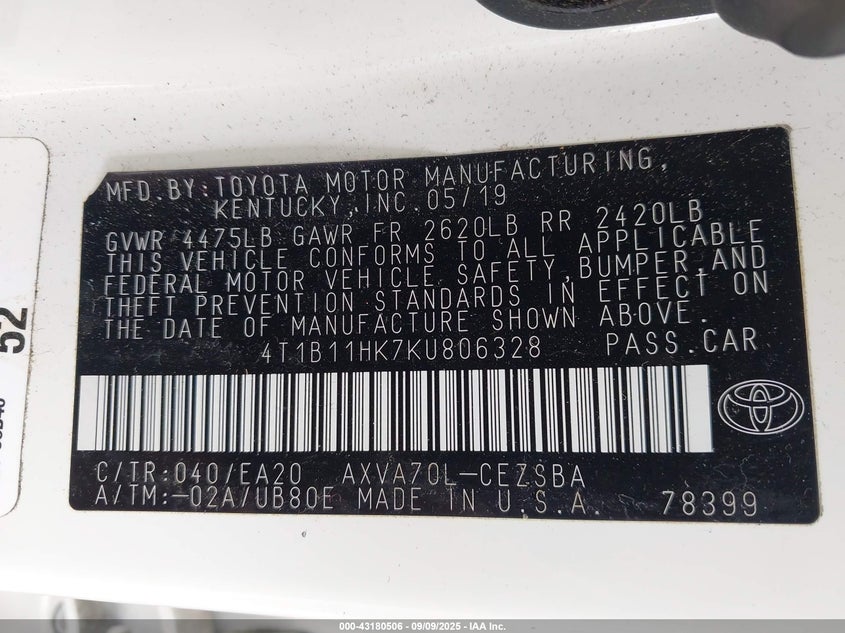 MFD.BY:TOYOTA MOTOR MANUFACTURING,
KENTUCKY,INC.05/19
GVWR 4475LB GAWR FR 2620LB RR 2420LB
THIS VEHICLE CONFORMS TO ALL APPLICABLE
FEDERAL MOTOR VEHICLE SAFETY,BUMPER,AND
THEFT PREVENTION STANDARDS IN EFFECT ON
THE DATE OF MANUFACTURE SHOWN ABOVE.
4T1B11HK7KU806328 PASS.CAR
C/TR:040/EA20 AXVA70L-CEZSBA
A/TM:-02A/UB80E MADE IN U.S.A. 78399
52
000-43180506 - 09/09/2025 - IAA Inc.